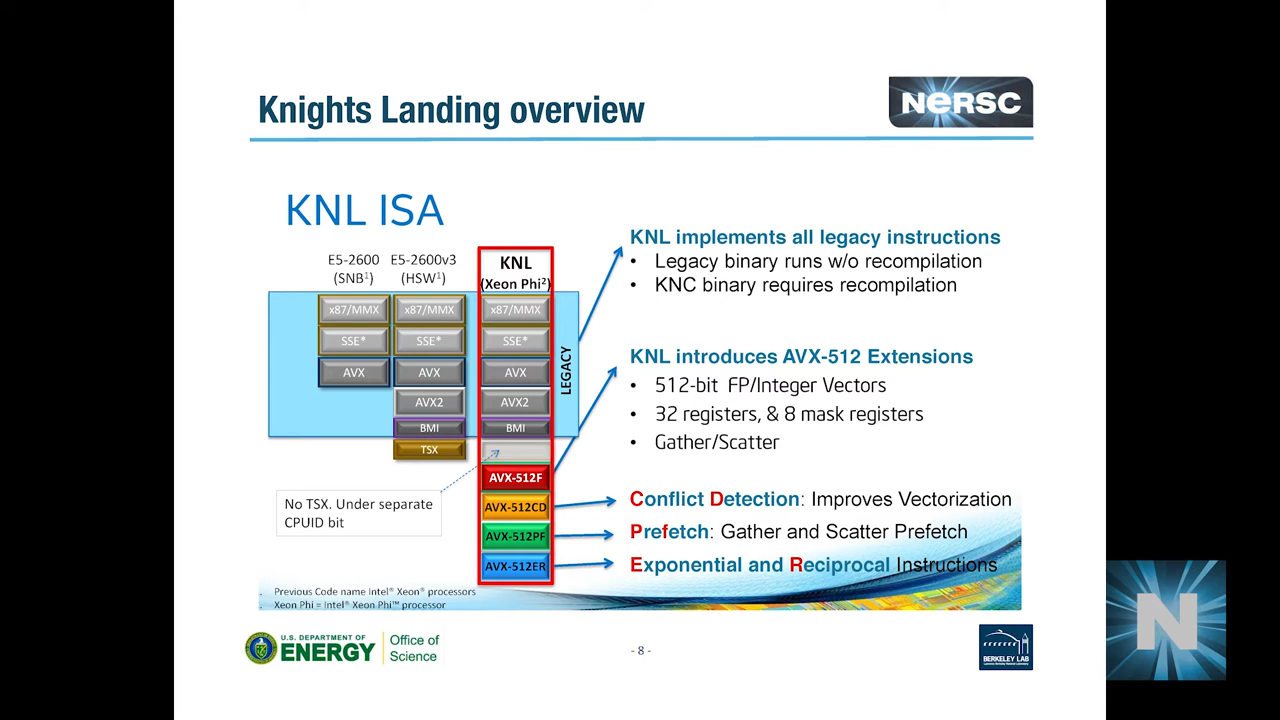 Knights Landing overview
NERSC
KNL ISA
E5-2600
(SNB¹)
E5-2600v3
(HSW¹)
KNL
(Xeon Phi²)
x87/MMX
x87/MMX
x87/MMX
SSE*
SSE*
SSE*
AVX
AVX
AVX
AVX2
AVX2
BMI
BMI
TSX
LEGACY
AVX-512F
AVX-512CD
AVX-512PF
AVX-512ER
No TSX. Under separate
CPUID bit
KNL implements all legacy instructions
• Legacy binary runs w/o recompilation
• KNC binary requires recompilation
KNL introduces AVX-512 Extensions
• 512-bit FP/Integer Vectors
• 32 registers, & 8 mask registers
• Gather/Scatter
Conflict Detection: Improves Vectorization
Prefetch: Gather and Scatter Prefetch
Exponential and Reciprocal Instructions
. Previous Code name Intel® Xeon® processors
. Xeon Phi = Intel® Xeon Phi™ processor
U.S. DEPARTMENT OF
ENERGY
Office of
Science
- 8 -
BERKELEY LAB
N